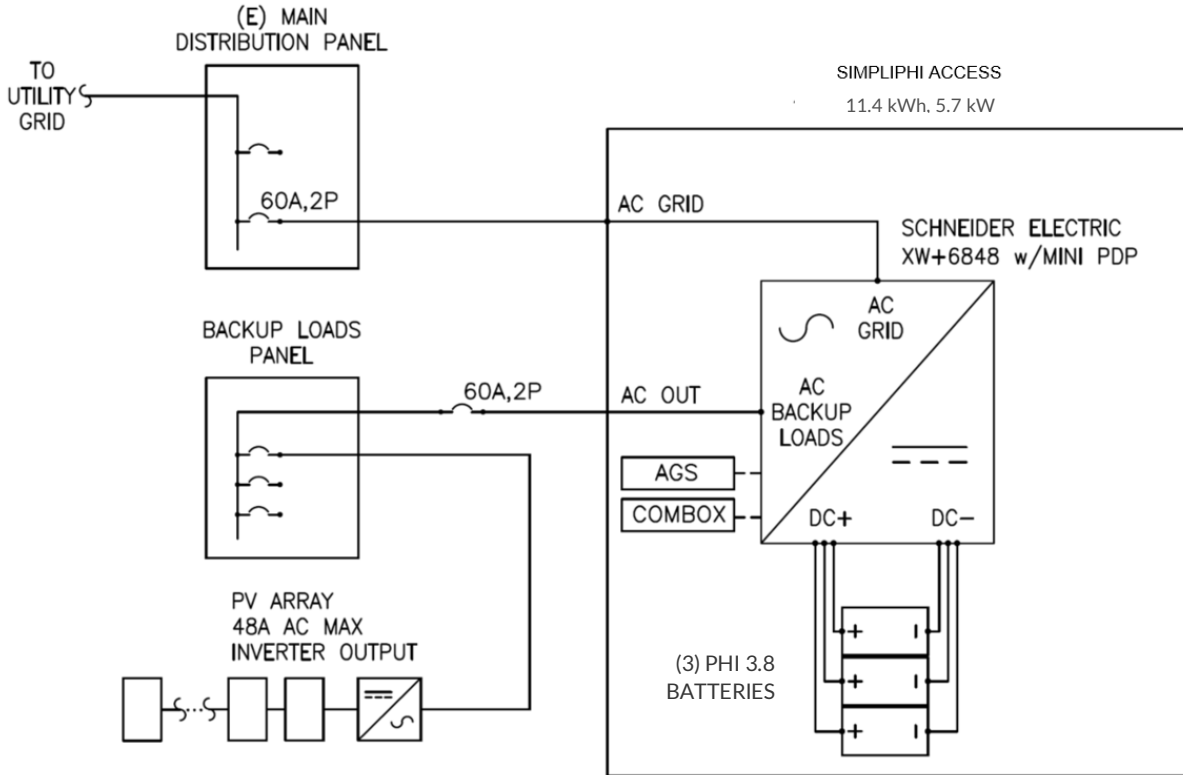 (E) MAIN
DISTRIBUTION PANEL
TO
UTILITY
GRID
60A,2P
SIMPLIPHI ACCESS
11.4 kWh, 5.7 kW
AC GRID
SCHNEIDER ELECTRIC
XW+6848 w/MINI PDP
AC
GRID
BACKUP LOADS
PANEL
60A,2P
AC OUT
AC
BACKUP
LOADS
AGS
COMBOX
DC+
DC−
PV ARRAY
48A AC MAX
INVERTER OUTPUT
(3) PHI 3.8
BATTERIES
+ −
+ −
+ −